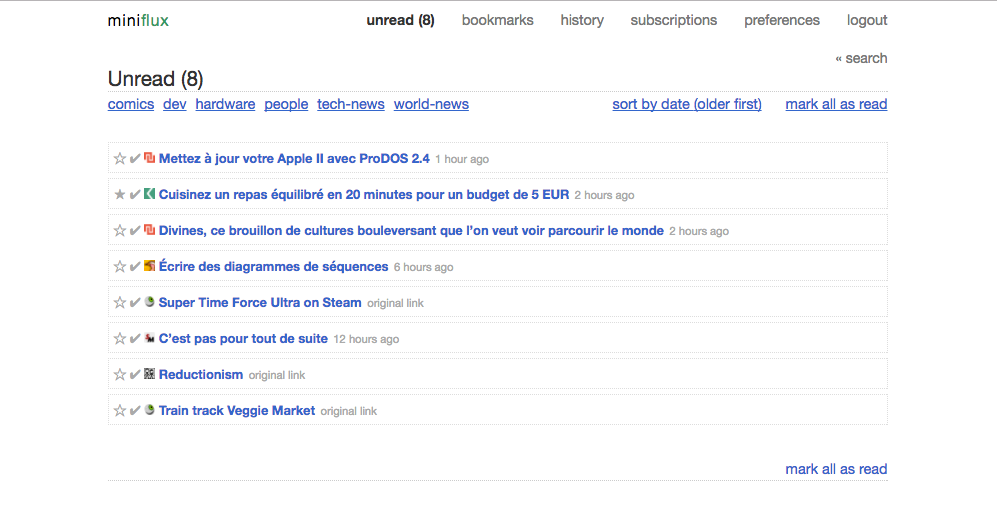 miniflux unread (8) bookmarks history subscriptions preferences logout
« search
Unread (8)
comics dev hardware people tech-news world-news sort by date (older first) mark all as read
Mettez à jour votre Apple II avec ProDOS 2.4 1 hour ago
Cuisinez un repas équilibré en 20 minutes pour un budget de 5 EUR 2 hours ago
Divines, ce brouillon de cultures bouleversant que l’on veut voir parcourir le monde 2 hours ago
Écrire des diagrammes de séquences 6 hours ago
Super Time Force Ultra on Steam original link
C’est pas pour tout de suite 12 hours ago
Reductionism original link
Train track Veggie Market original link
mark all as read